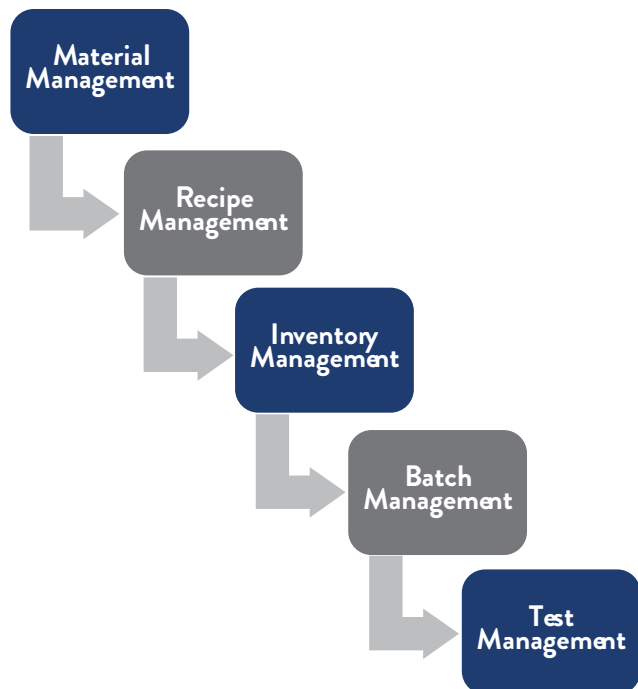 Material
Management
Recipe
Management
Inventory
Management
Batch
Management
Test
Management